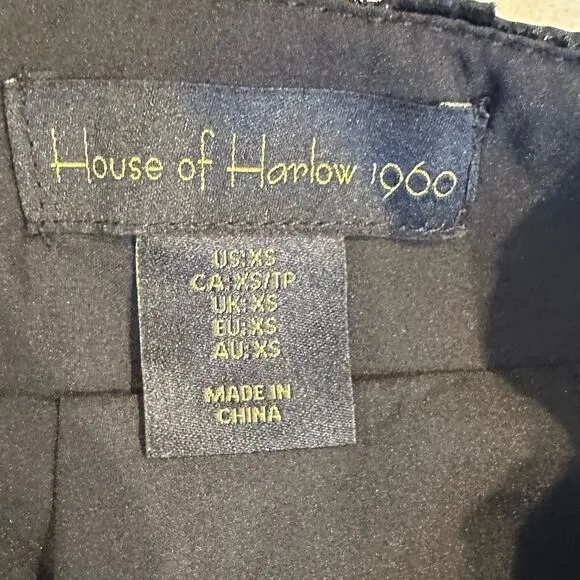 House of Harlow 1960
US: XS
CA: XS/TP
UK: XS
EU: XS
AU: XS
MADE IN
CHINA